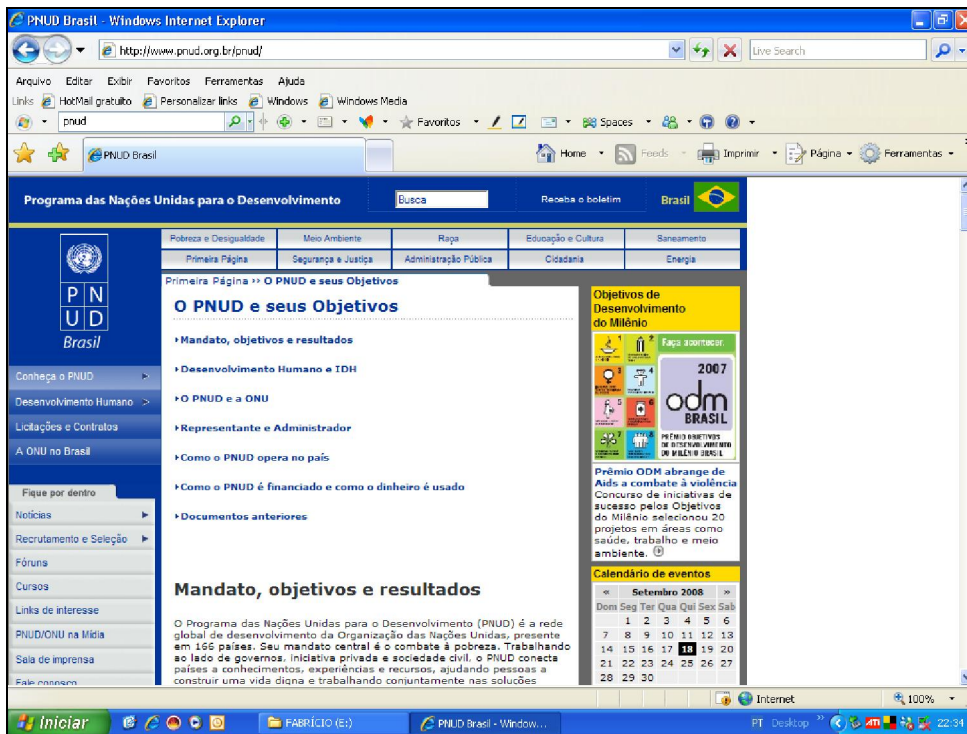 PNUD Brasil - Windows Internet Explorer
http://www.pnud.org.br/pnud/
Live Search
Arquivo Editar Exibir Favoritos Ferramentas Ajuda
Links HotMail gratuito Personalizar links Windows Windows Media
pnud
Favoritos
Spaces
PNUD Brasil
Home Feeds Imprimir Página Ferramentas
Programa das Nações Unidas para o Desenvolvimento
Busca
Receba o boletim
Brasil
Pobreza e Desigualdade Meio Ambiente Raça Educação e Cultura Saneamento
Primeira Página Segurança e Justiça Administração Pública Cidadania Energia
P N
U D
Brasil
Conheça o PNUD >
Desenvolvimento Humano >
Licitações e Contratos
A ONU no Brasil
Fique por dentro
Notícias
Recrutamento e Seleção
Fóruns
Cursos
Links de interesse
PNUD/ONU na Mídia
Sala de imprensa
Fale conosco
Primeira Página >> O PNUD e seus Objetivos
O PNUD e seus Objetivos
Mandato, objetivos e resultados
Desenvolvimento Humano e IDH
O PNUD e a ONU
Representante e Administrador
Como o PNUD opera no país
Como o PNUD é financiado e como o dinheiro é usado
Documentos anteriores
Mandato, objetivos e resultados
O Programa das Nações Unidas para o Desenvolvimento (PNUD) é a rede
global de desenvolvimento da Organização das Nações Unidas, presente
em 166 países. Seu mandato central é o combate à pobreza. Trabalhando
ao lado de governos, iniciativa privada e sociedade civil, o PNUD conecta
países a conhecimentos, experiências e recursos, ajudando pessoas a
construir uma vida digna e trabalhando conjuntamente nas soluções
Objetivos de
Desenvolvimento
do Milênio
1 2
3 4
5 6
7 8
Faça acontecer.
2007
odm
BRASIL
PRÊMIO OBJETIVOS
DE DESENVOLVIMENTO
DO MILÊNIO BRASIL
Prêmio ODM abrange de
Aids a combate à violência
Concurso de iniciativas de
sucesso pelos Objetivos
do Milênio selecionou 20
projetos em áreas como
saúde, trabalho e meio
ambiente.
Calendário de eventos
« Setembro 2008 »
Dom Seg Ter Qua Qui Sex Sab
1 2 3 4 5 6
7 8 9 10 11 12 13
14 15 16 17 18 19 20
21 22 23 24 25 26 27
28 29 30
Internet 100%
Iniciar FABRÍCIO (E:) PNUD Brasil - Window... PT Desktop » ATI 22:34